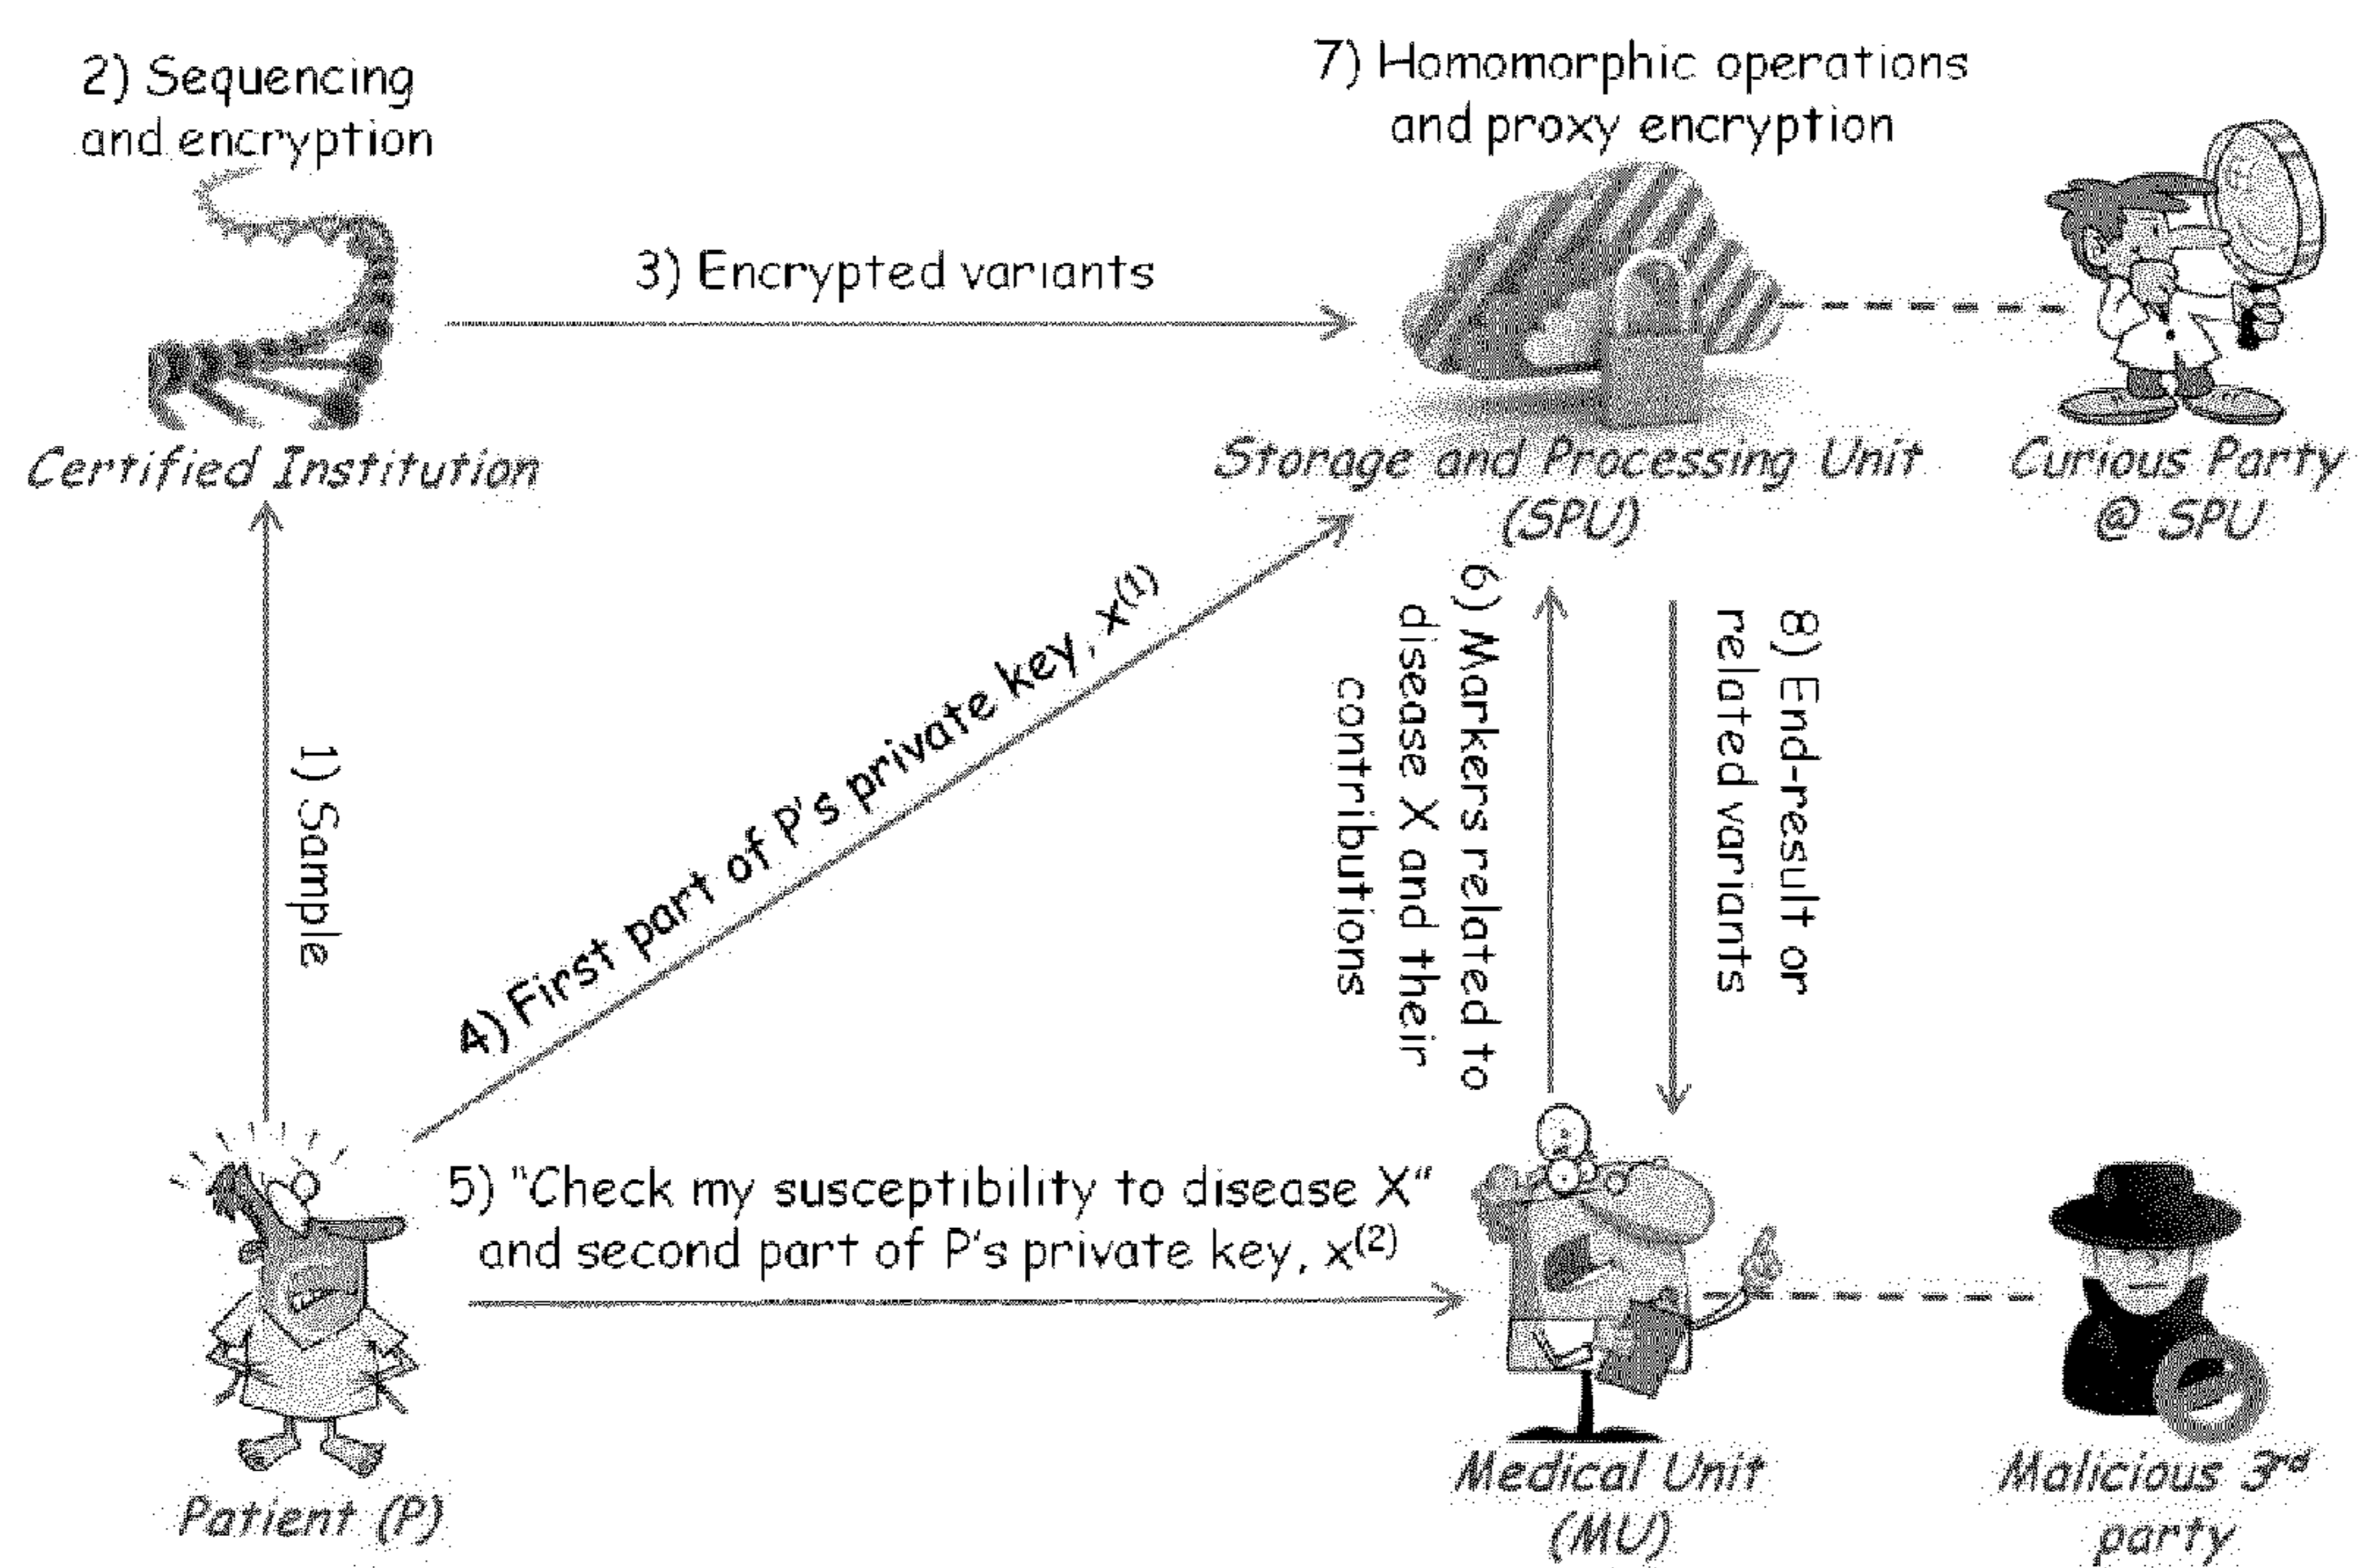 2) Sequencing
and encryption
7) Homomorphic operations
and proxy encryption
3) Encrypted variants
Certified Institution
Storage and Processing Unit
(SPU)
Curious Party
@ SPU
1) Sample
4) First part of P's private key, x(1)
6) Markers related to
disease X and their
contributions
8) End-result or
related variants
5) "Check my susceptibility to disease X"
and second part of P's private key, x(2)
Patient (P)
Medical Unit
(MU)
Malicious 3rd
party